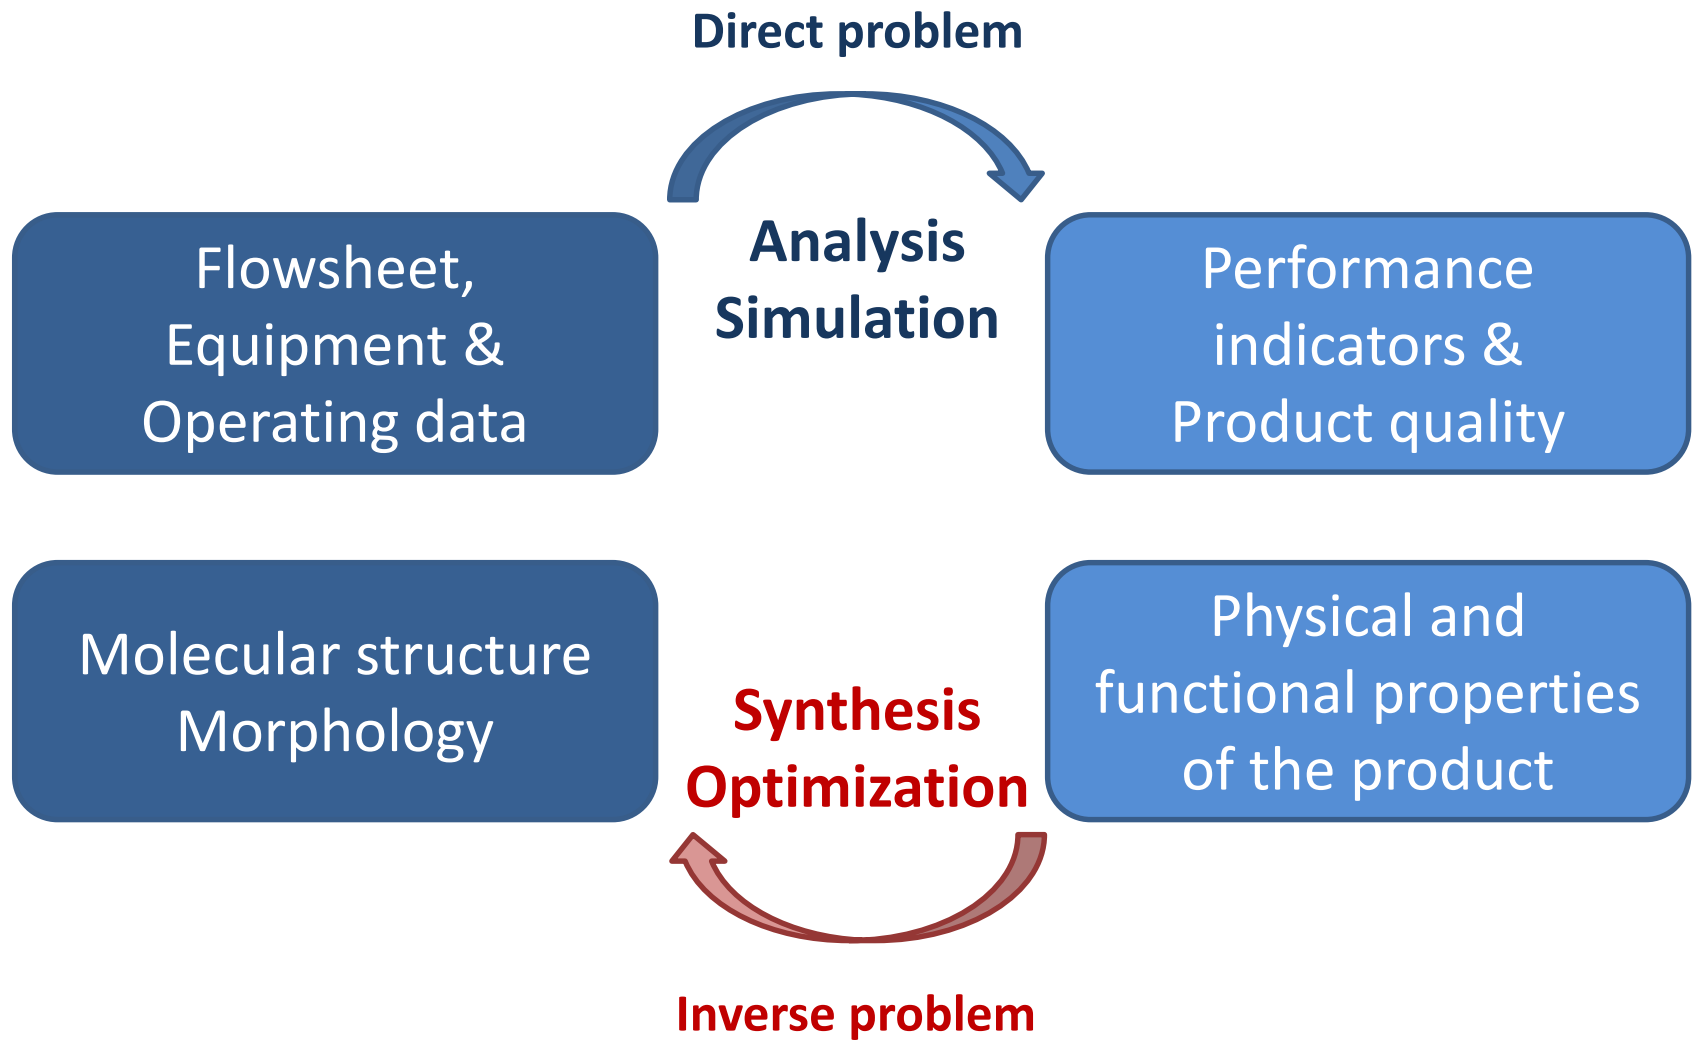 Direct problem
Flowsheet,
Equipment &
Operating data
Analysis
Simulation
Performance
indicators &
Product quality
Molecular structure
Morphology
Synthesis
Optimization
Physical and
functional properties
of the product
Inverse problem